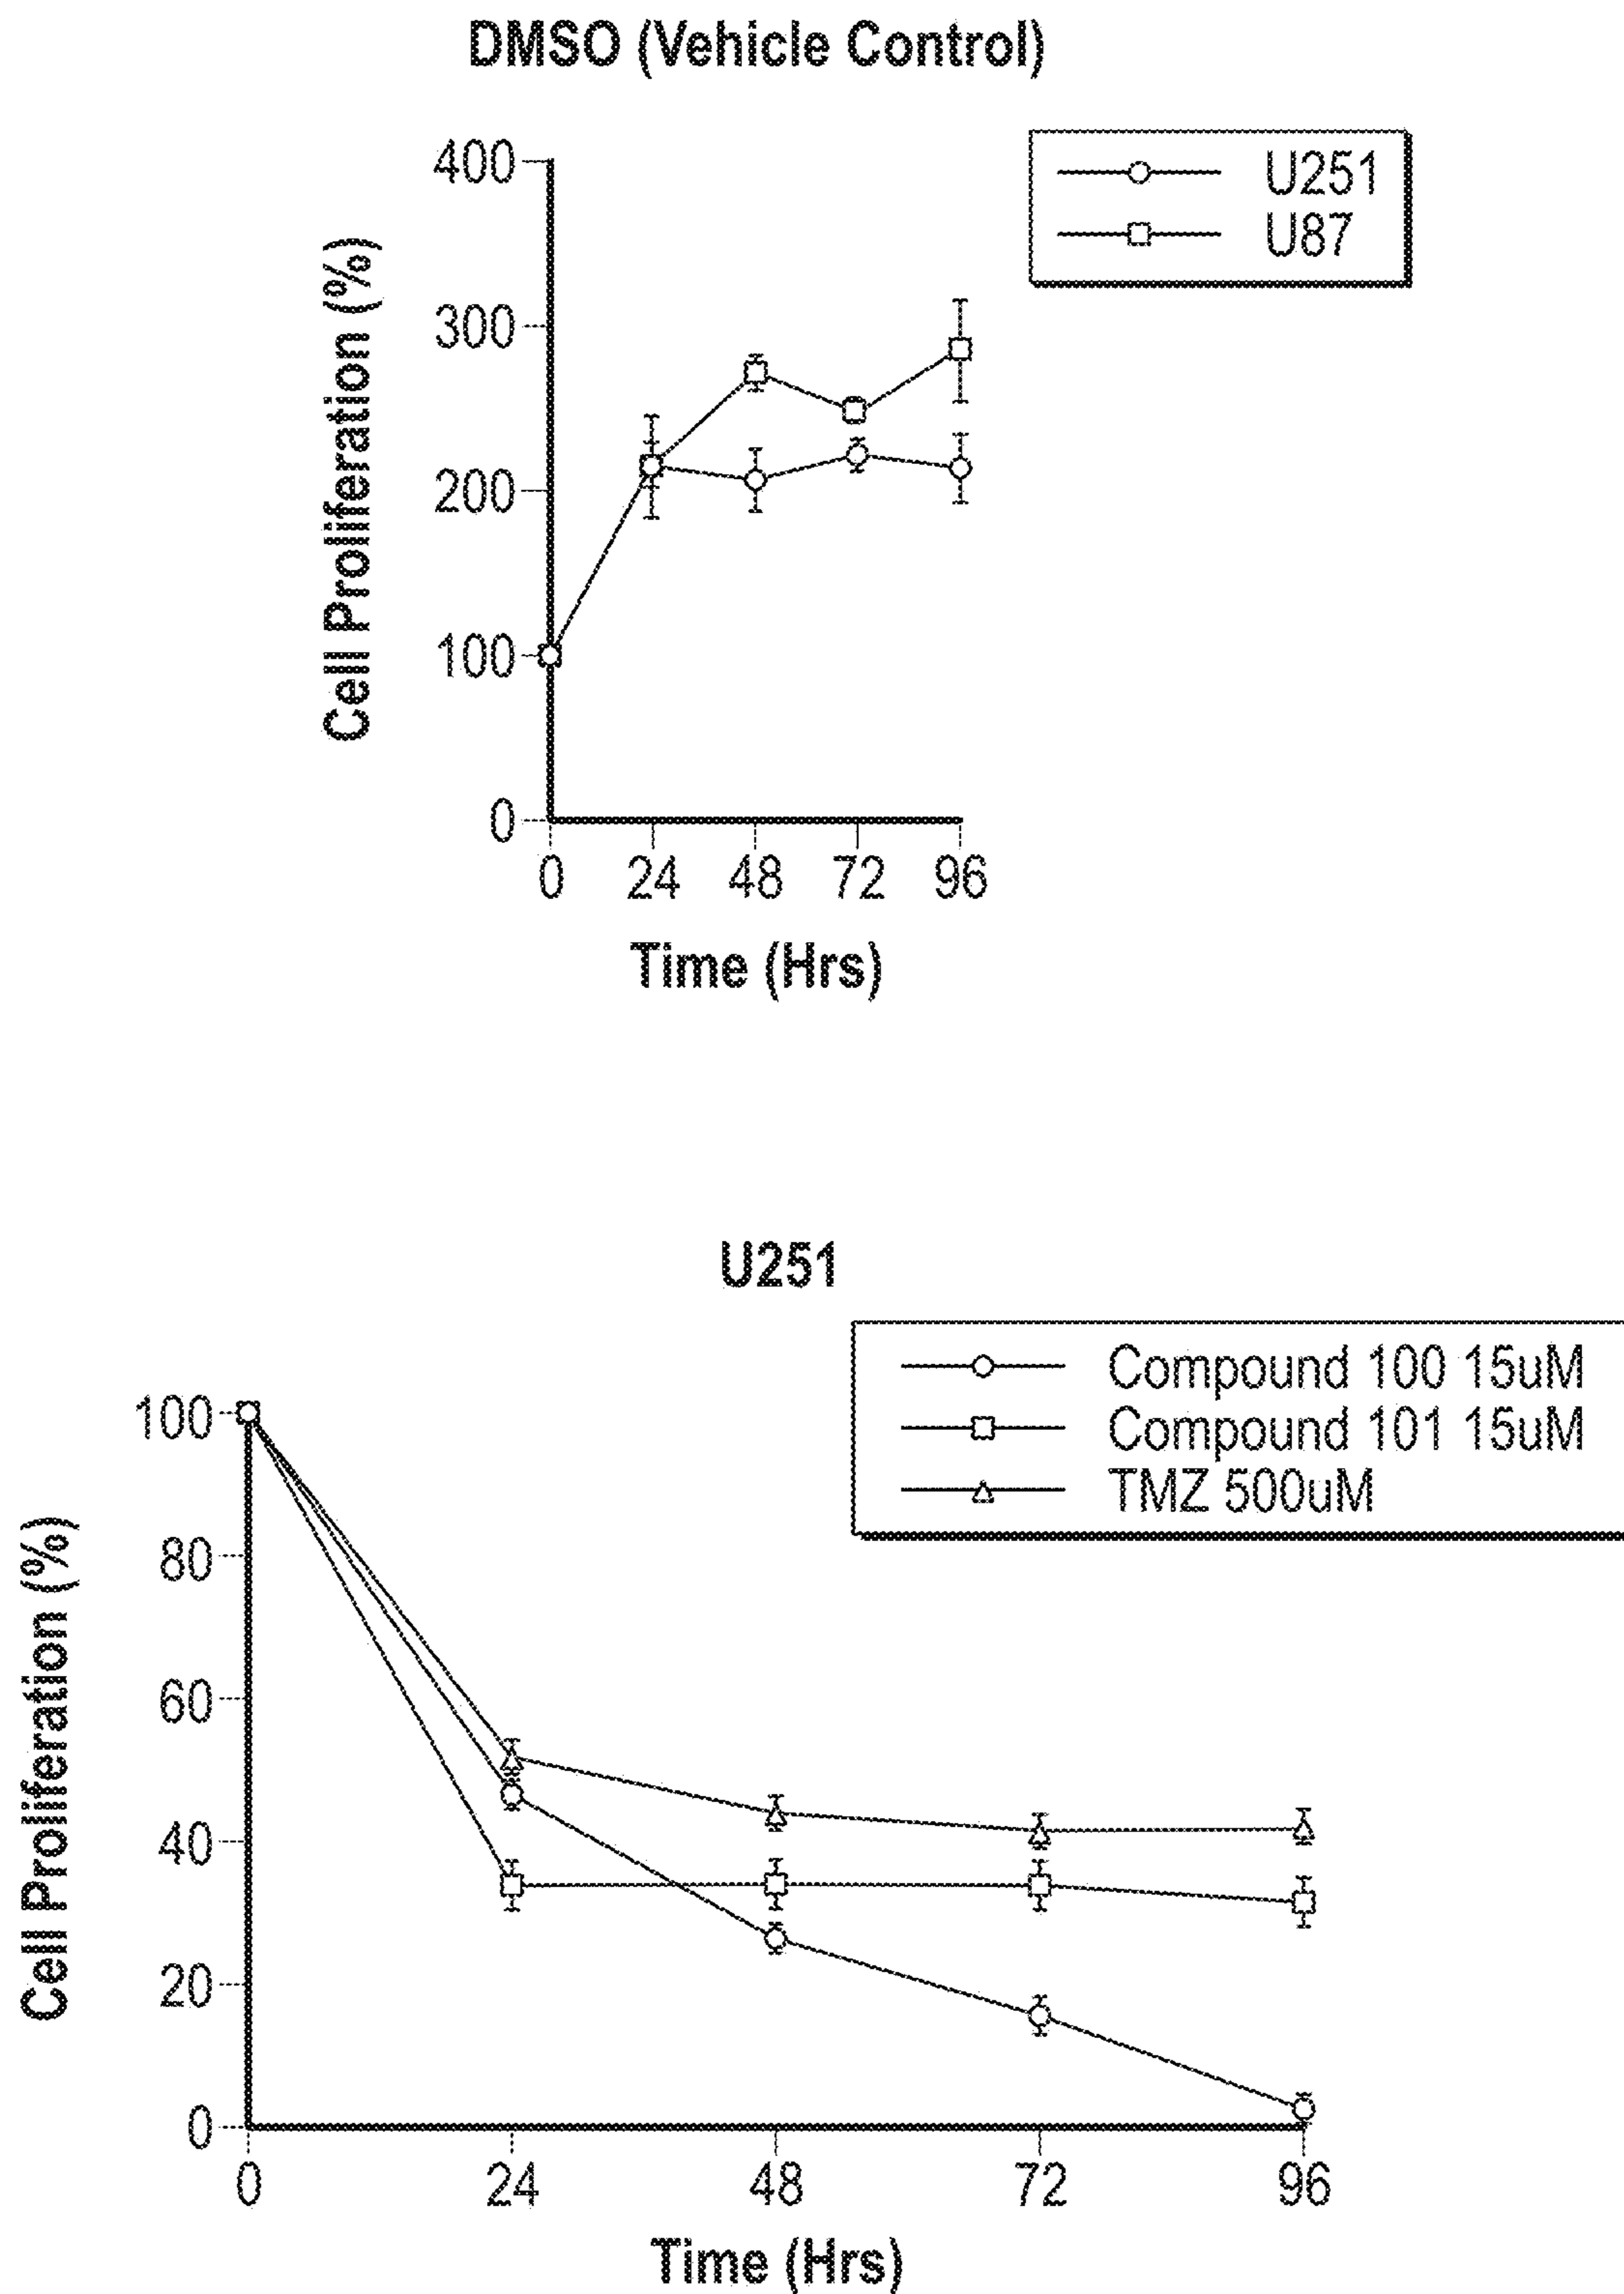 DMSO (Vehicle Control)
U251
U87
Cell Proliferation (%)
400
300
200
100
0
0 24 48 72 96
Time (Hrs)
U251
Compound 100 15uM
Compound 101 15uM
TMZ 500uM
Cell Proliferation (%)
100
80
60
40
20
0
0 24 48 72 96
Time (Hrs)